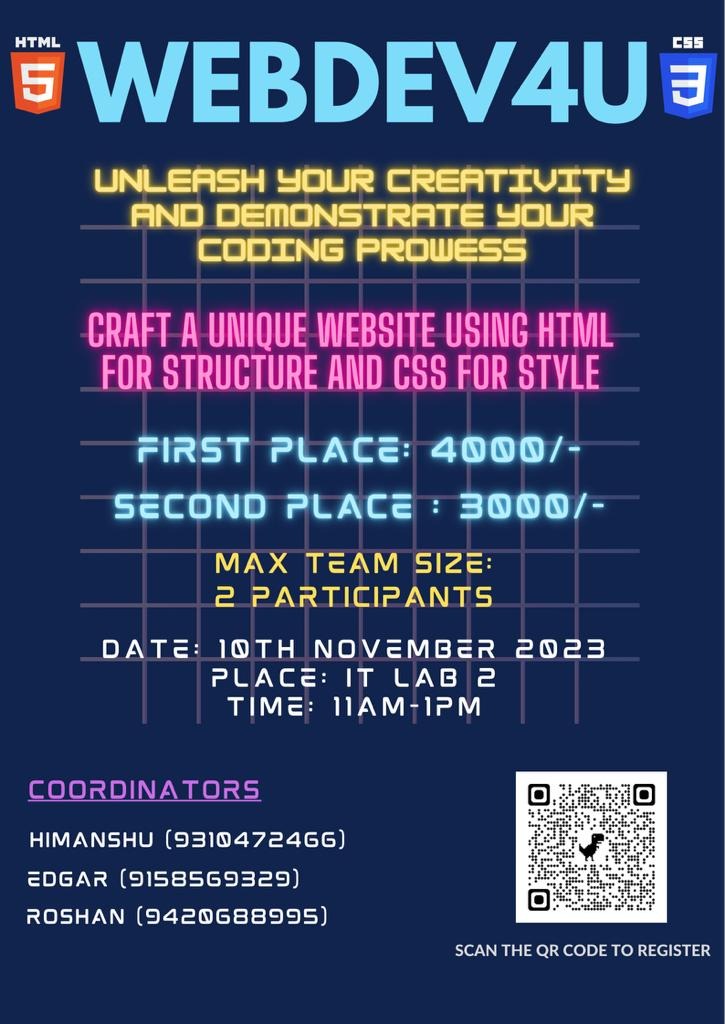 HTML
5
WEBDEV4U
CSS
3
UNLEASH YOUR CREATIVITY
AND DEMONSTRATE YOUR
CODING PROWESS
CRAFT A UNIQUE WEBSITE USING HTML
FOR STRUCTURE AND CSS FOR STYLE
FIRST PLACE: 4000/-
SECOND PLACE : 3000/-
MAX TEAM SIZE:
2 PARTICIPANTS
DATE: 10TH NOVEMBER 2023
PLACE: IT LAB 2
TIME: 11AM-1PM
COORDINATORS
HIMANSHU (9310472466)
EDGAR (9158569329)
ROSHAN (9420688995)
SCAN THE QR CODE TO REGISTER